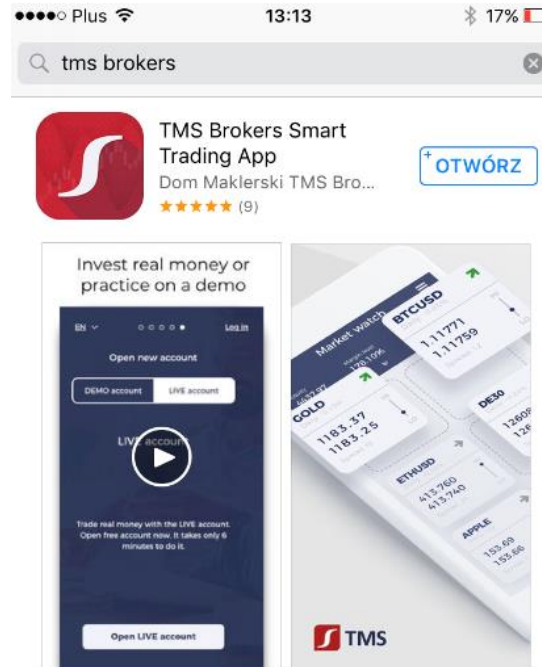 Plus 13:13 17%
tms brokers
TMS Brokers Smart
Trading App
Dom Maklerski TMS Bro...
(9)
+ OTWÓRZ
Invest real money or
practice on a demo
EN Log in
Open new account
DEMO account LIVE account
LIVE account
Trade real money with the LIVE account.
Open free account now. It takes only 6
minutes to do it.
Open LIVE account
Market watch
178.10%
BTCUSD
1.11771
1.11759
GOLD
1183.37
1183.25
DE30
ETHUSD
413.760
413.740
APPLE
153.69
153.66
TMS